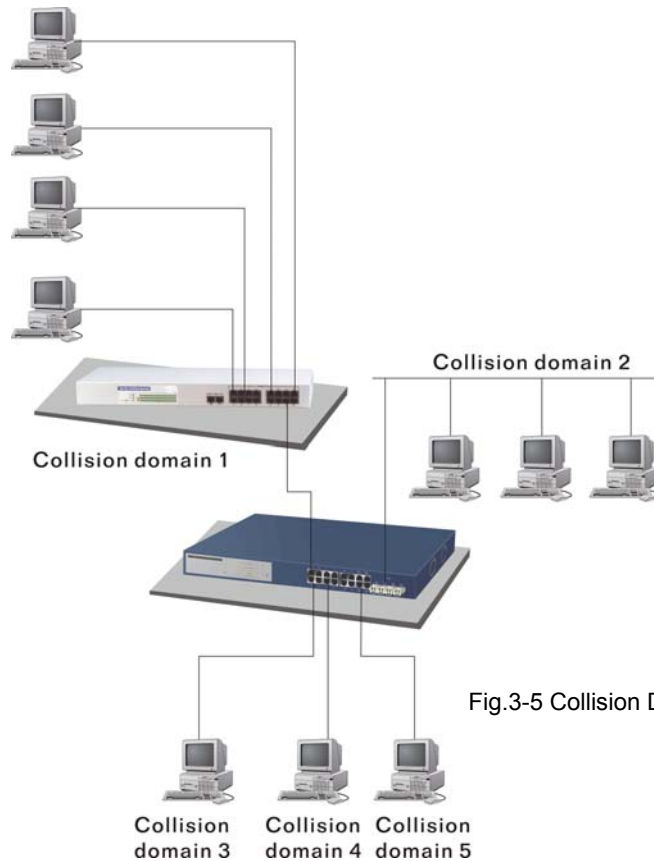 Collision domain 2
Collision domain 1
Fig.3-5 Collision D
Collision domain 3
Collision domain 4
Collision domain 5